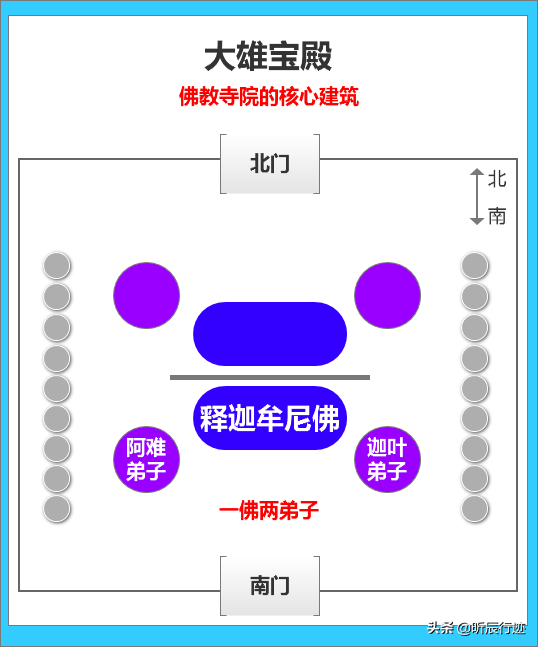 大雄宝殿
佛教寺院的核心建筑
北门
北
南
释迦牟尼佛
阿难
弟子
迦叶
弟子
一佛两弟子
南门
头条 @昕辰行迹